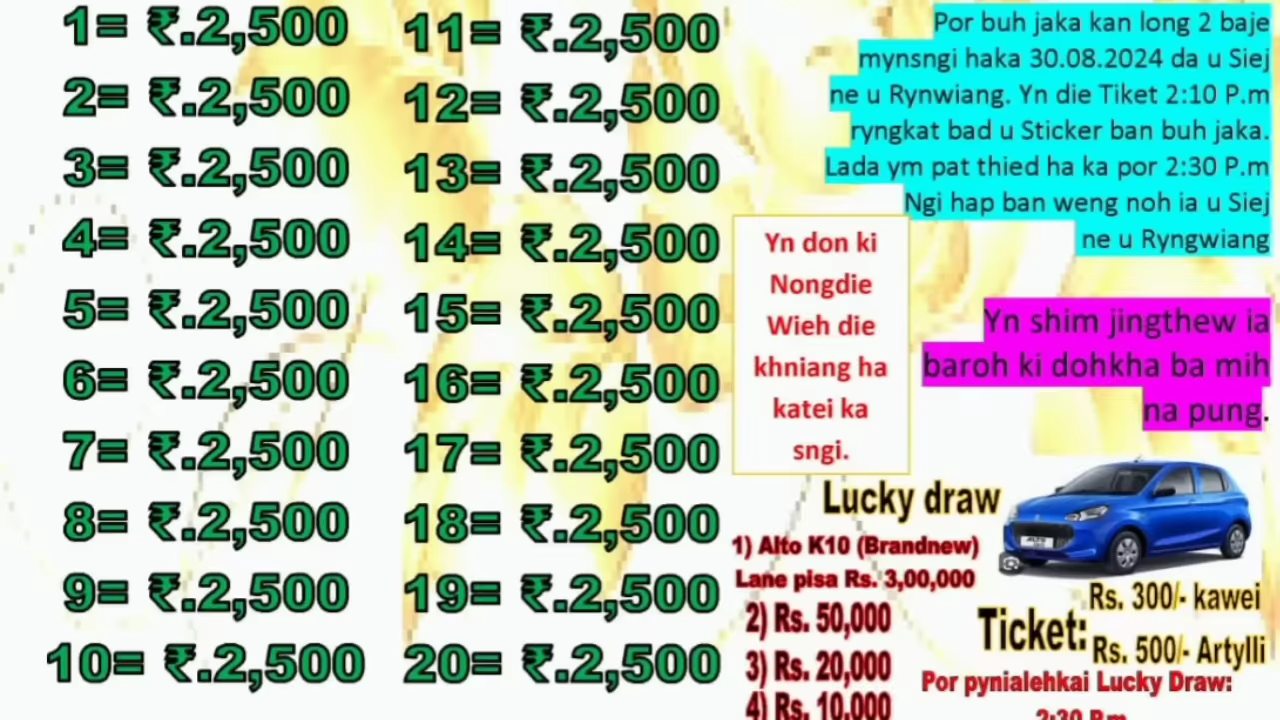 1= ₹.2,500
2= ₹.2,500
3= ₹.2,500
4= ₹.2,500
5= ₹.2,500
6= ₹.2,500
7= ₹.2,500
8= ₹.2,500
9= ₹.2,500
10= ₹.2,500
11= ₹.2,500
12= ₹.2,500
13= ₹.2,500
14= ₹.2,500
15= ₹.2,500
16= ₹.2,500
17= ₹.2,500
18= ₹.2,500
19= ₹.2,500
20= ₹.2,500
Por buh jaka kan long 2 baje
mynsngi haka 30.08.2024 da u Siej
ne u Rynwiang. Yn die Tiket 2:10 P.m
ryngkat bad u Sticker ban buh jaka.
Lada ym pat thied ha ka por 2:30 P.m
Ngi hap ban weng noh ia u Siej
ne u Ryngwiang
Yn don ki
Nongdie
Wieh die
khniang ha
katei ka
sngi.
Yn shim jingthew ia
baroh ki dohkha ba mih
na pung.
Lucky draw
1) Alto K10 (Brandnew)
Lane pisa Rs. 3,00,000
2) Rs. 50,000
3) Rs. 20,000
4) Rs. 10,000
ALTO
Ticket:
Rs. 300/- kawei
Rs. 500/- Artylli
Por pynialehkai Lucky Draw:
2:30 P.m